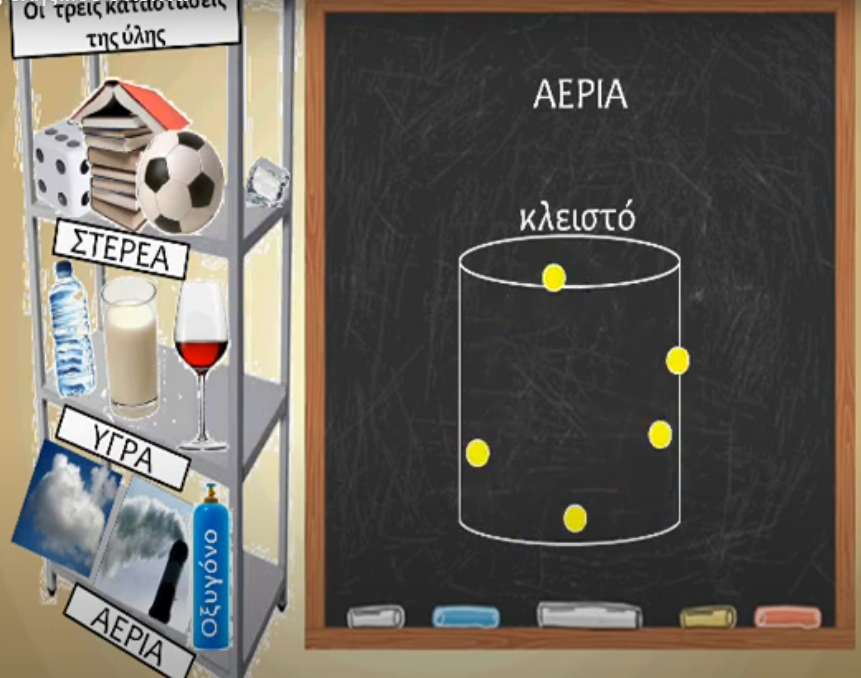 Οι τρεις καταστάσεις
της ύλης
ΣΤΕΡΕΑ
ΥΓΡΑ
Οξυγόνο
ΑΕΡΙΑ
ΑΕΡΙΑ
κλειστό